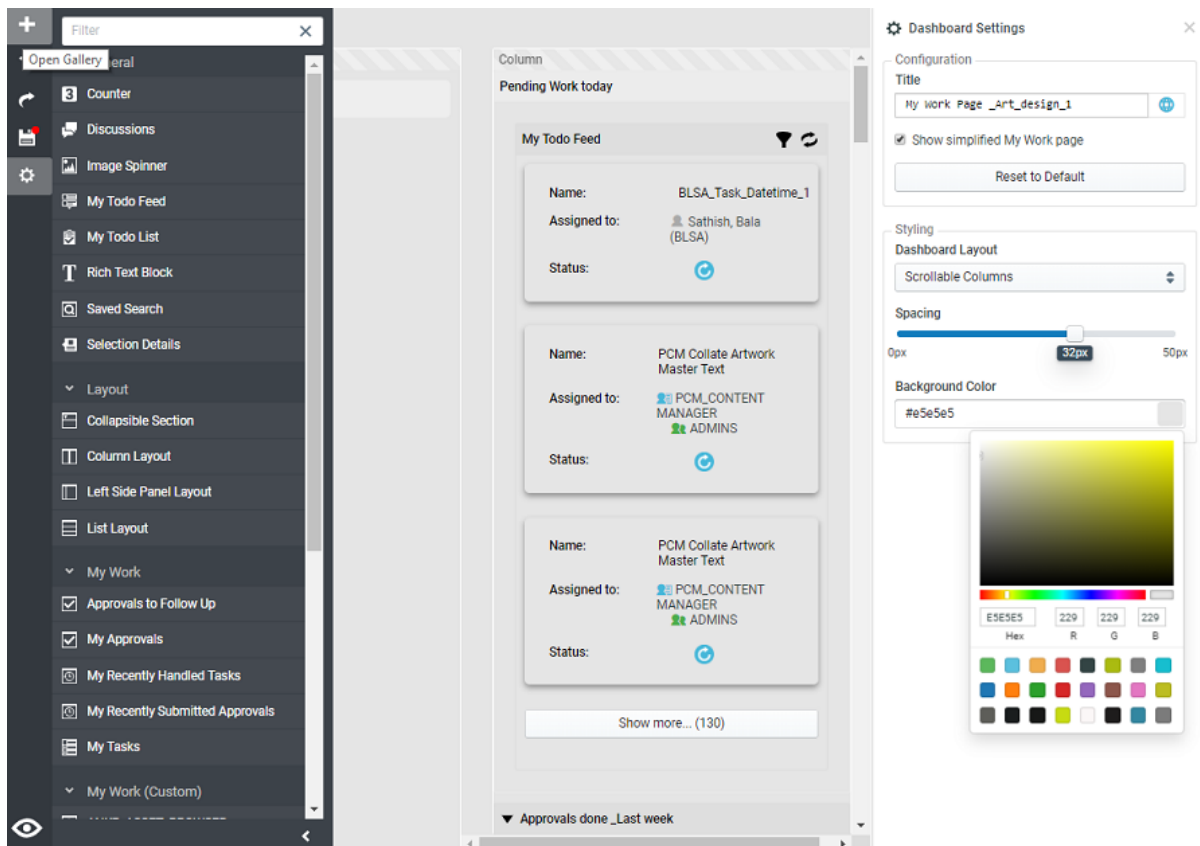 Filter
Open Gallery
eral
Counter
Discussions
Image Spinner
My Todo Feed
My Todo List
Rich Text Block
Saved Search
Selection Details
Layout
Collapsible Section
Column Layout
Left Side Panel Layout
List Layout
My Work
Approvals to Follow Up
My Approvals
My Recently Handled Tasks
My Recently Submitted Approvals
My Tasks
My Work (Custom)
Column
Pending Work today
My Todo Feed
Name: BLSA_Task_Datetime_1
Assigned to: Sathish, Bala
(BLSA)
Status:
Name: PCM Collate Artwork
Master Text
Assigned to: PCM_CONTENT
MANAGER
ADMINS
Status:
Name: PCM Collate Artwork
Master Text
Assigned to: PCM_CONTENT
MANAGER
ADMINS
Status:
Show more... (130)
Approvals done _Last week
Dashboard Settings
Configuration
Title
My Work Page _Art_design_1
Show simplified My Work page
Reset to Default
Styling
Dashboard Layout
Scrollable Columns
Spacing
0px 32px 50px
Background Color
#e5e5e5
E5E5E5 229 229 229
Hex R G B